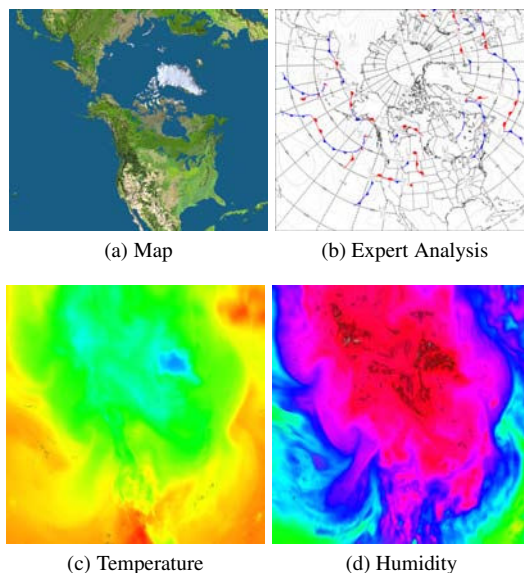 (a) Map
(b) Expert Analysis
(c) Temperature
(d) Humidity